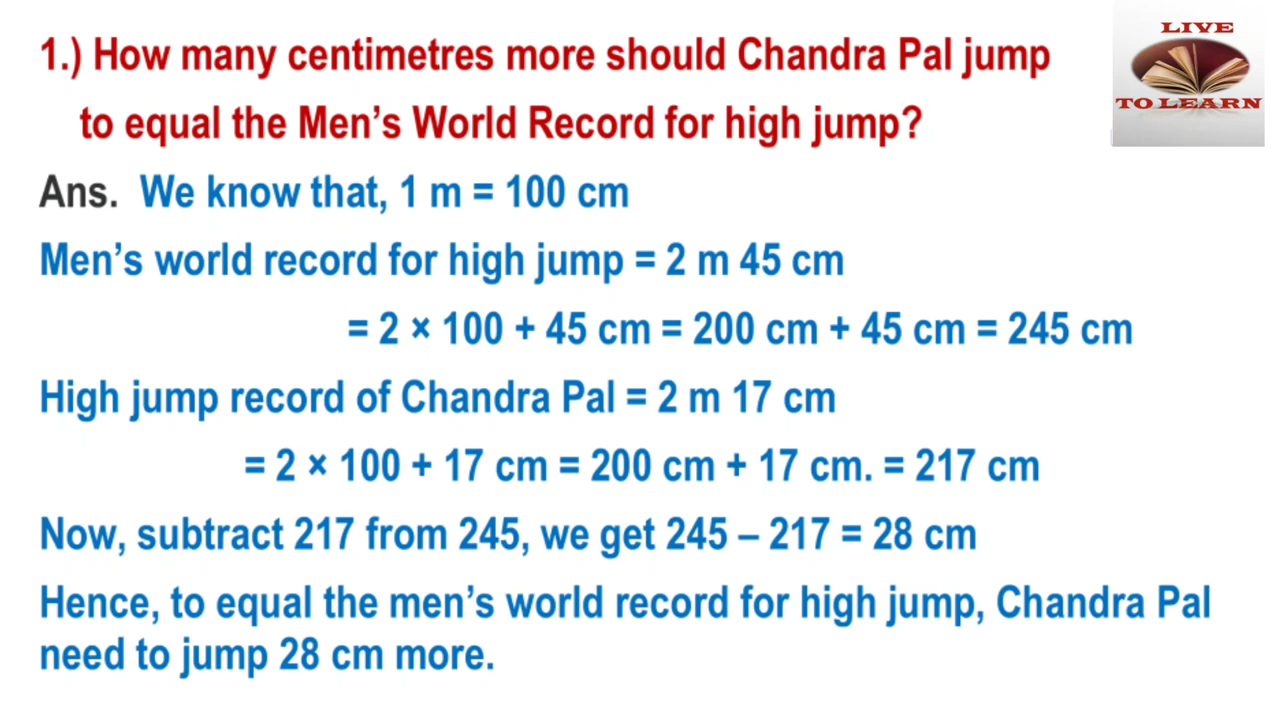 1.) How many centimetres more should Chandra Pal jump
to equal the Men’s World Record for high jump?
LIVE
TO LEARN
Ans. We know that, 1 m = 100 cm
Men’s world record for high jump = 2 m 45 cm
= 2 × 100 + 45 cm = 200 cm + 45 cm = 245 cm
High jump record of Chandra Pal = 2 m 17 cm
= 2 × 100 + 17 cm = 200 cm + 17 cm. = 217 cm
Now, subtract 217 from 245, we get 245 – 217 = 28 cm
Hence, to equal the men’s world record for high jump, Chandra Pal
need to jump 28 cm more.